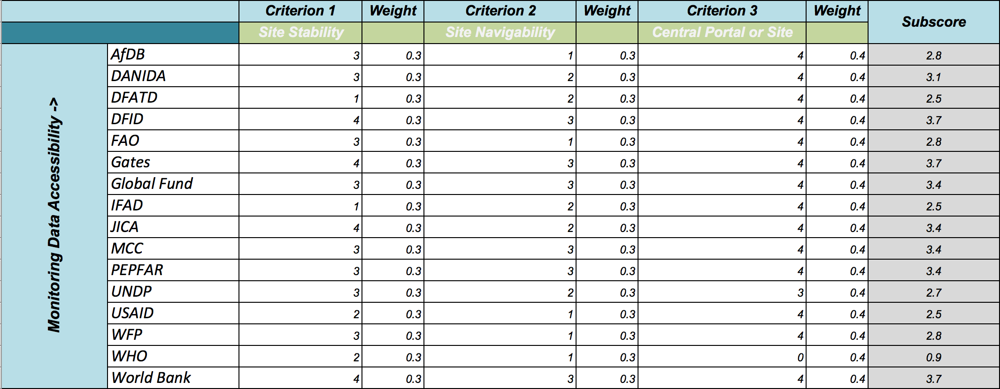 Criterion 1 Weight Criterion 2 Weight Criterion 3 Weight Subscore
Site Stability Site Navigability Central Portal or Site
Monitoring Data Accessibility ->
AfDB 3 0.3 1 0.3 4 0.4 2.8
DANIDA 3 0.3 2 0.3 4 0.4 3.1
DFATD 1 0.3 2 0.3 4 0.4 2.5
DFID 4 0.3 3 0.3 4 0.4 3.7
FAO 3 0.3 1 0.3 4 0.4 2.8
Gates 4 0.3 3 0.3 4 0.4 3.7
Global Fund 3 0.3 3 0.3 4 0.4 3.4
IFAD 1 0.3 2 0.3 4 0.4 2.5
JICA 4 0.3 2 0.3 4 0.4 3.4
MCC 3 0.3 3 0.3 4 0.4 3.4
PEPFAR 3 0.3 3 0.3 4 0.4 3.4
UNDP 3 0.3 2 0.3 3 0.4 2.7
USAID 2 0.3 1 0.3 4 0.4 2.5
WFP 3 0.3 1 0.3 4 0.4 2.8
WHO 2 0.3 1 0.3 0 0.4 0.9
World Bank 4 0.3 3 0.3 4 0.4 3.7